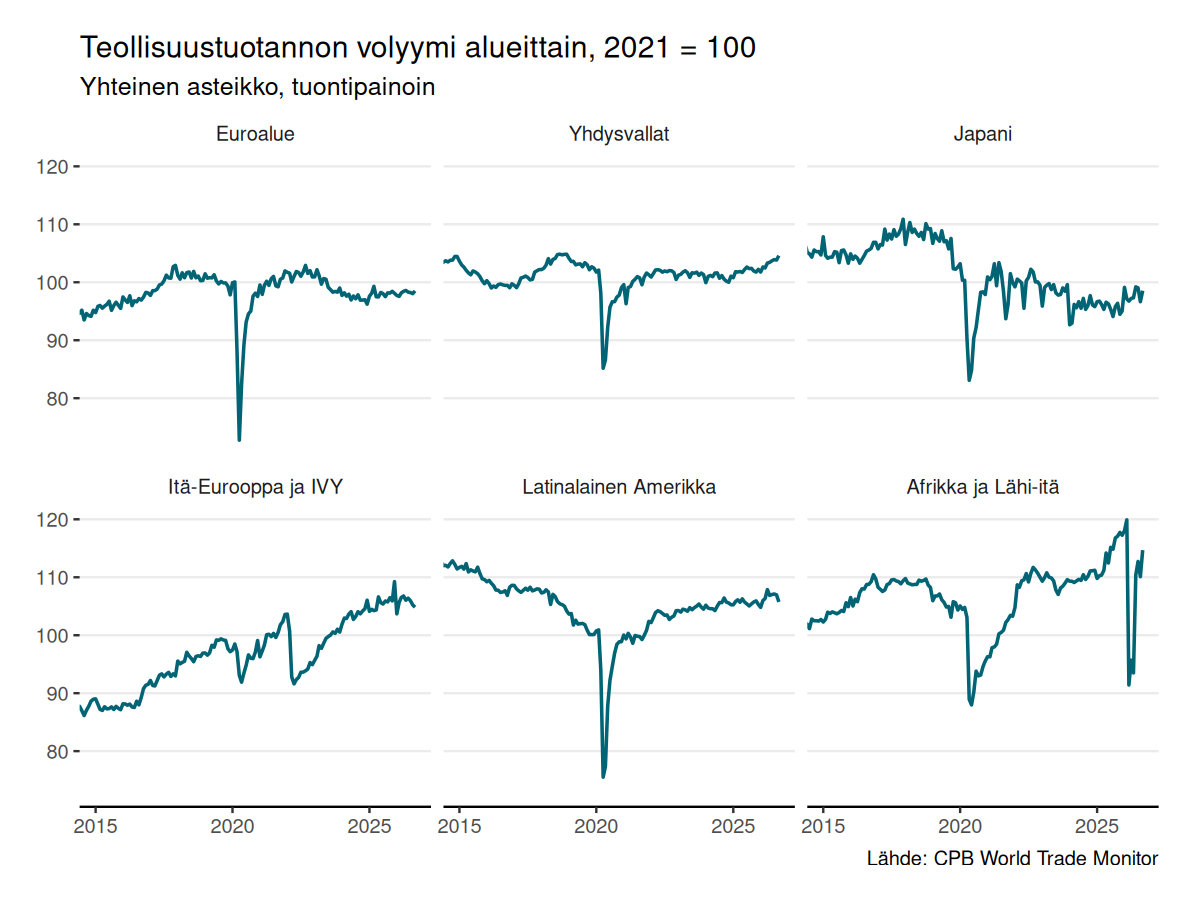 Teollisuustuotannon volyymi alueittain, 2021 = 100
Yhteinen asteikko, tuontipainoin
Euroalue
Yhdysvallat
Japani
120
110
100
90
80
Itä-Eurooppa ja IVY
Latinalainen Amerikka
Afrikka ja Lähi-itä
120
110
100
90
80
2015 2020 2025
2015 2020 2025
2015 2020 2025
Lähde: CPB World Trade Monitor